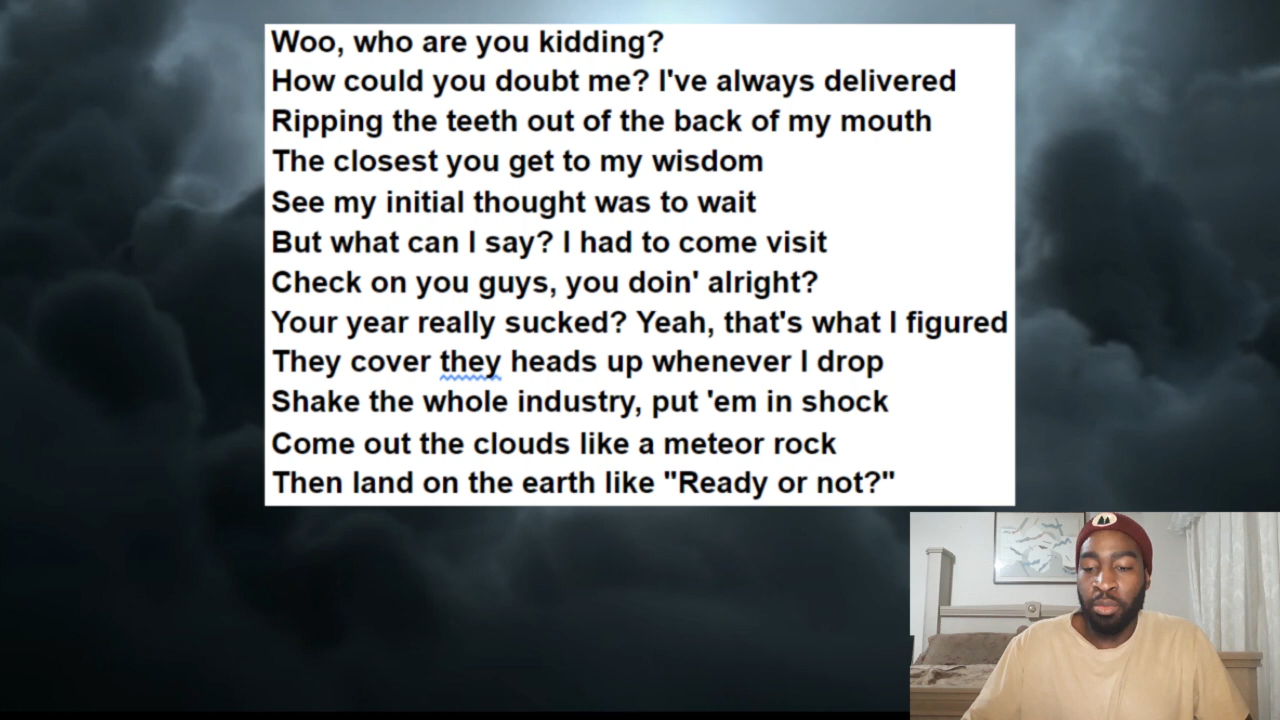 Woo, who are you kidding?
How could you doubt me? I've always delivered
Ripping the teeth out of the back of my mouth
The closest you get to my wisdom
See my initial thought was to wait
But what can I say? I had to come visit
Check on you guys, you doin' alright?
Your year really sucked? Yeah, that's what I figured
They cover they heads up whenever I drop
Shake the whole industry, put 'em in shock
Come out the clouds like a meteor rock
Then land on the earth like "Ready or not?"